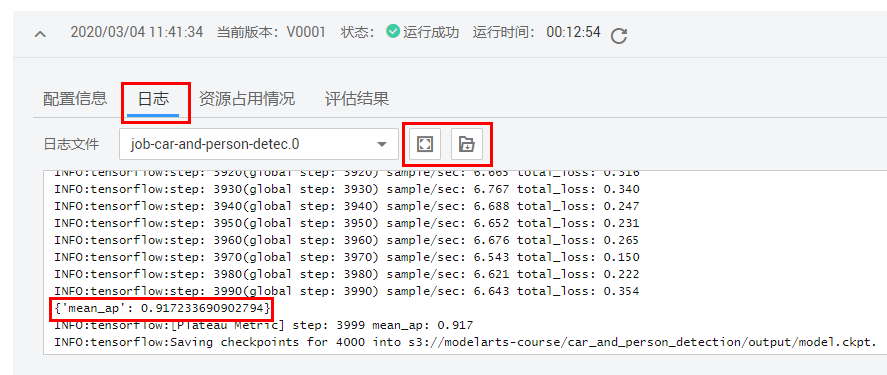 2020/03/04 11:41:34 当前版本：V0001 状态： 运行成功 运行时间： 00:12:54
配置信息 日志 资源占用情况 评估结果
日志文件 job-car-and-person-detec.0
INFO:tensorflow:step: 3920(global step: 3920) sample/sec: 6.665 total_loss: 0.316
INFO:tensorflow:step: 3930(global step: 3930) sample/sec: 6.767 total_loss: 0.340
INFO:tensorflow:step: 3940(global step: 3940) sample/sec: 6.688 total_loss: 0.247
INFO:tensorflow:step: 3950(global step: 3950) sample/sec: 6.652 total_loss: 0.231
INFO:tensorflow:step: 3960(global step: 3960) sample/sec: 6.676 total_loss: 0.265
INFO:tensorflow:step: 3970(global step: 3970) sample/sec: 6.543 total_loss: 0.150
INFO:tensorflow:step: 3980(global step: 3980) sample/sec: 6.621 total_loss: 0.222
INFO:tensorflow:step: 3990(global step: 3990) sample/sec: 6.643 total_loss: 0.354
{'mean_ap': 0.917233690902794}
INFO:tensorflow:[Plateau Metric] step: 3999 mean_ap: 0.917
INFO:tensorflow:Saving checkpoints for 4000 into s3://modelarts-course/car_and_person_detection/output/model.ckpt.